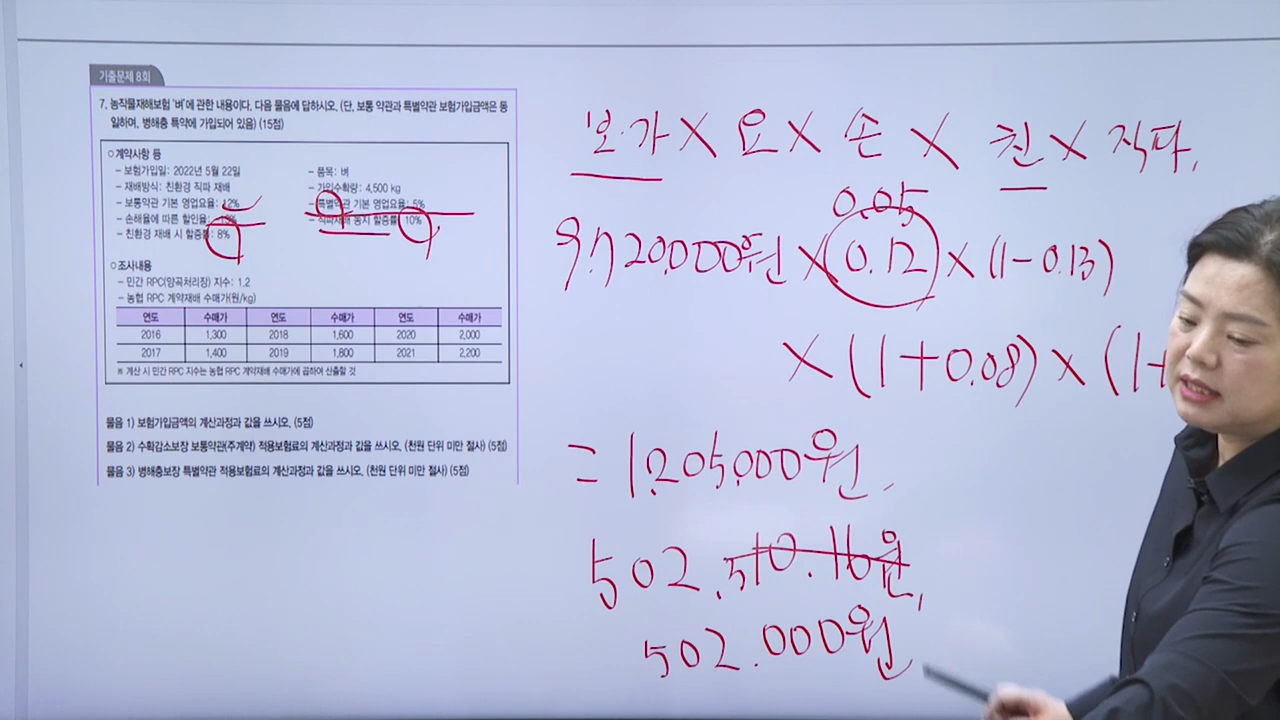 기출문제 8회
7. 농작물재해보험 '벼'에 관한 내용이다. 다음 물음에 답하시오. (단, 보통 약관과 특별약관 보험가입금액은 동
일하며, 병해충 특약에 가입되어 있음) (15점)
○계약사항 등
- 보험가입일: 2022년 5월 22일
- 품목: 벼
- 재배방식: 친환경 직파 재배
- 가입수확량: 4,500 kg
- 보통약관 기본 영업요율: 12%
- 특별약관 기본 영업요율: 5%
- 손해율에 따른 할인율: -13%
- 직파재배 농지 할증률: 10%
- 친환경 재배 시 할증률: 8%
○조사내용
- 민간 RPC(양곡처리장) 지수: 1.2
- 농협 RPC 계약재배 수매가(원/kg)
연도 수매가 연도 수매가 연도 수매가
2016 1,300 2018 1,600 2020 2,000
2017 1,400 2019 1,800 2021 2,200
※ 계산 시 민간 RPC 지수는 농협 RPC 계약재배 수매가에 곱하여 산출할 것
물음 1) 보험가입금액의 계산과정과 값을 쓰시오. (5점)
물음 2) 수확감소보장 보통약관(주계약) 적용보험료의 계산과정과 값을 쓰시오. (천원 단위 미만 절사) (5점)
물음 3) 병해충보장 특별약관 적용보험료의 계산과정과 값을 쓰시오. (천원 단위 미만 절사) (5점)
보·가 × 요 × 손 × 친 × 직파.
0.05
9,720,000원 × 0.12 × (1-0.13)
× (1+0.08) × (1+
= 1,205,000원.
502,510.16원,
502,000원